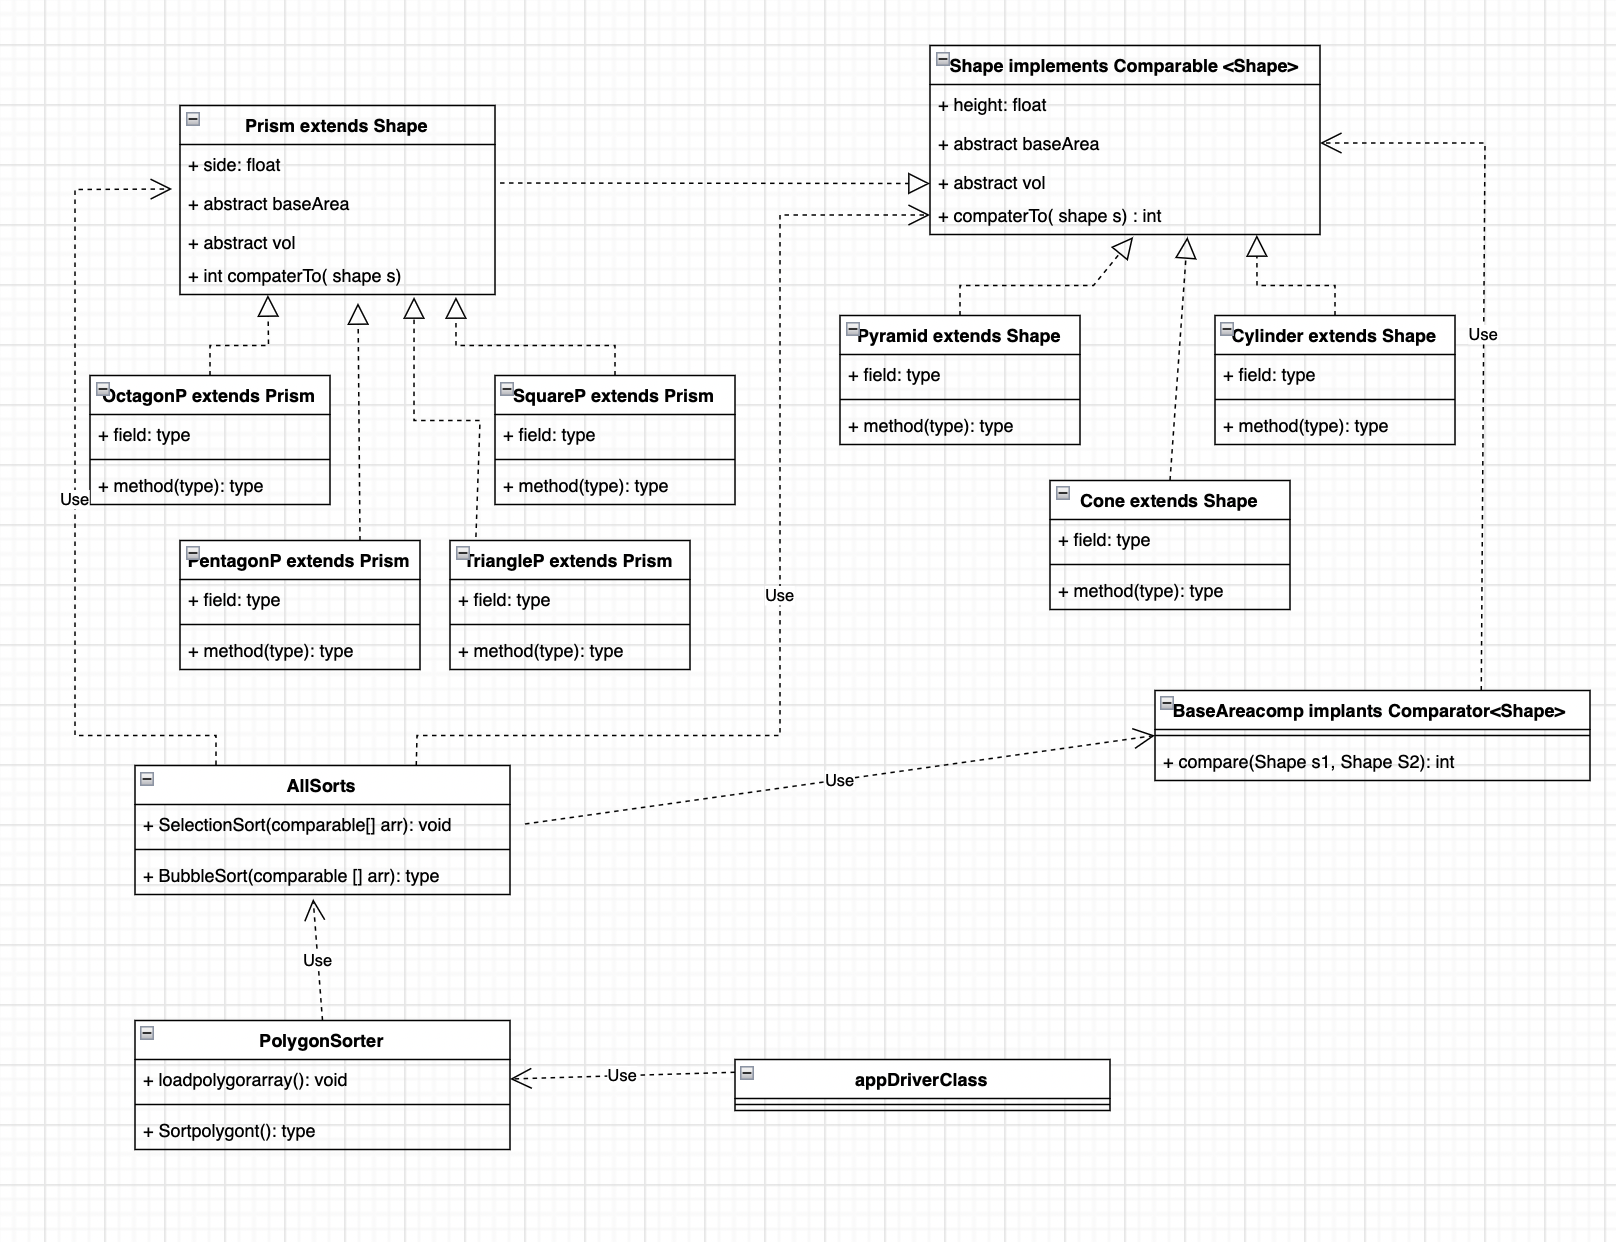 Shape implements Comparable <Shape>
+ height: float
+ abstract baseArea
+ abstract vol
+ compaterTo( shape s) : int
Prism extends Shape
+ side: float
+ abstract baseArea
+ abstract vol
+ int compaterTo( shape s)
Pyramid extends Shape
+ field: type
+ method(type): type
Cylinder extends Shape
+ field: type
+ method(type): type
Use
OctagonP extends Prism
+ field: type
+ method(type): type
SquareP extends Prism
+ field: type
+ method(type): type
Use
Cone extends Shape
+ field: type
+ method(type): type
PentagonP extends Prism
+ field: type
+ method(type): type
TriangleP extends Prism
+ field: type
+ method(type): type
Use
BaseAreacomp implants Comparator<Shape>
+ compare(Shape s1, Shape S2): int
Use
AllSorts
+ SelectionSort(comparable[] arr): void
+ BubbleSort(comparable [] arr): type
Use
PolygonSorter
+ loadpolygorarray(): void
+ Sortpolygont(): type
Use
appDriverClass